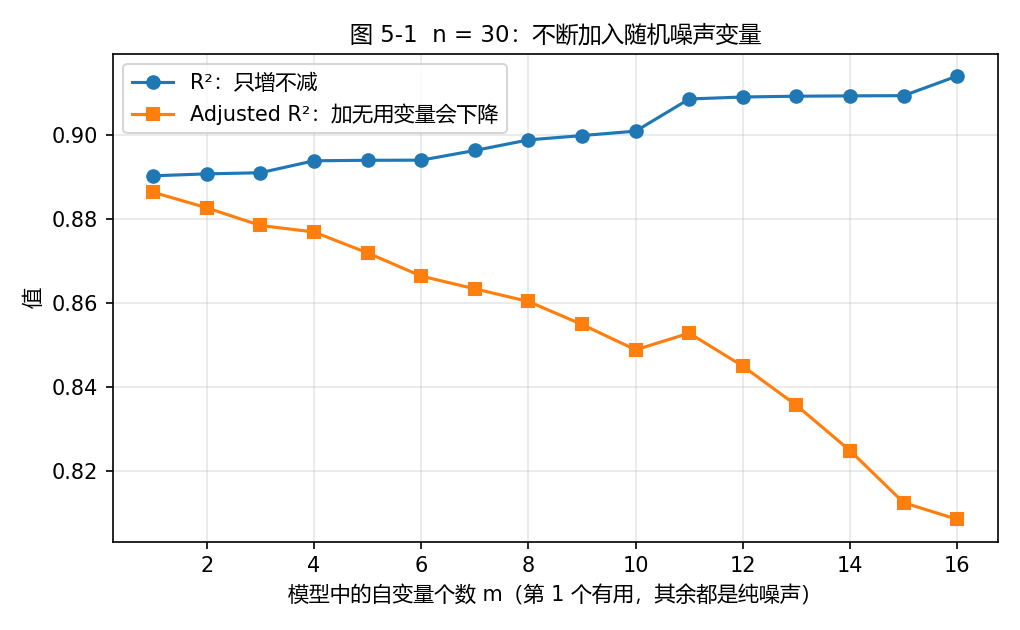 图 5-1  n = 30：不断加入随机噪声变量
R²：只增不减
Adjusted R²：加无用变量会下降
值
0.90
0.88
0.86
0.84
0.82
2 4 6 8 10 12 14 16
模型中的自变量个数 m（第 1 个有用，其余都是纯噪声）